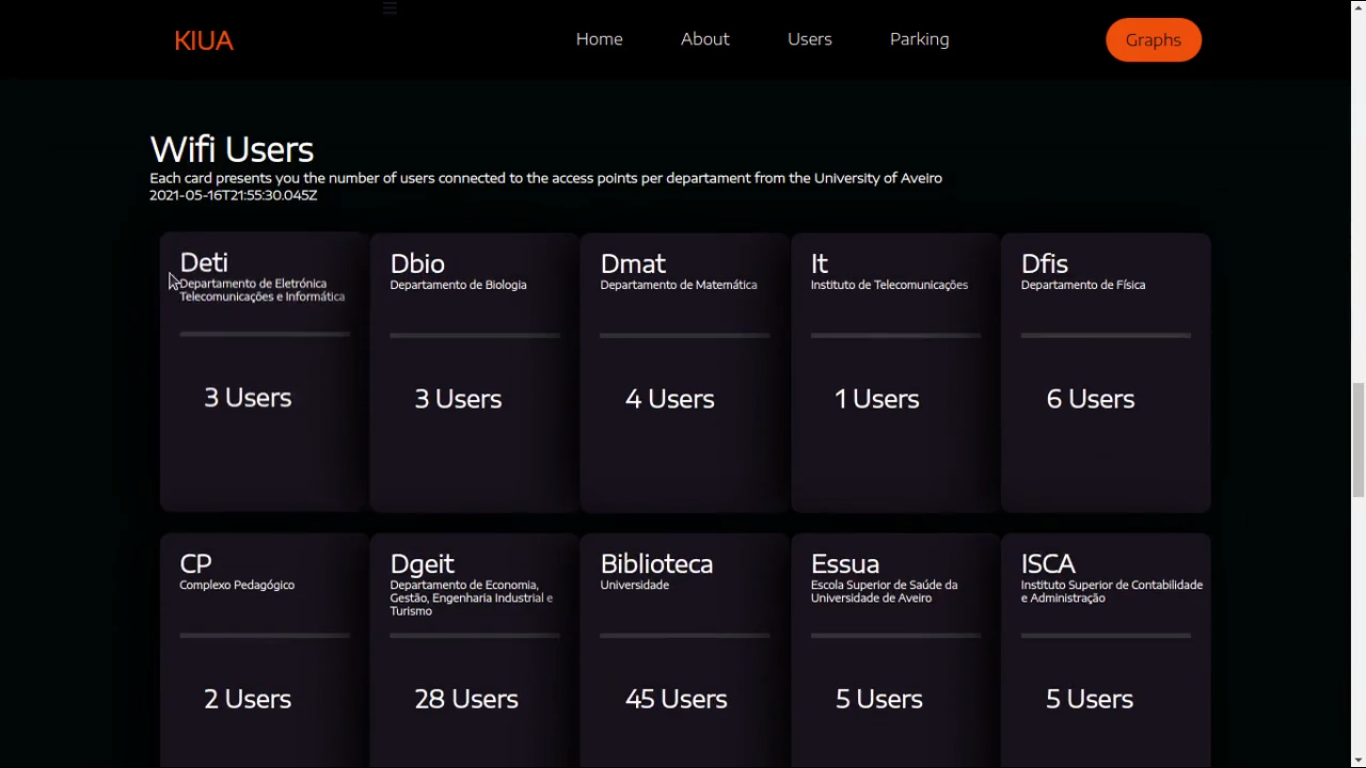 KIUA
Home
About
Users
Parking
Graphs
Wifi Users
Each card presents you the number of users connected to the access points per departament from the University of Aveiro
2021-05-16T21:55:30.045Z
Deti
Departamento de Eletrónica
Telecomunicações e Informática
3 Users
Dbio
Departamento de Biologia
3 Users
Dmat
Departamento de Matemática
4 Users
It
Instituto de Telecomunicações
1 Users
Dfis
Departamento de Física
6 Users
CP
Complexo Pedagógico
2 Users
Dgeit
Departamento de Economia,
Gestão, Engenharia Industrial e
Turismo
28 Users
Biblioteca
Universidade
45 Users
Essua
Escola Superior de Saúde da
Universidade de Aveiro
5 Users
ISCA
Instituto Superior de Contabilidade
e Administração
5 Users